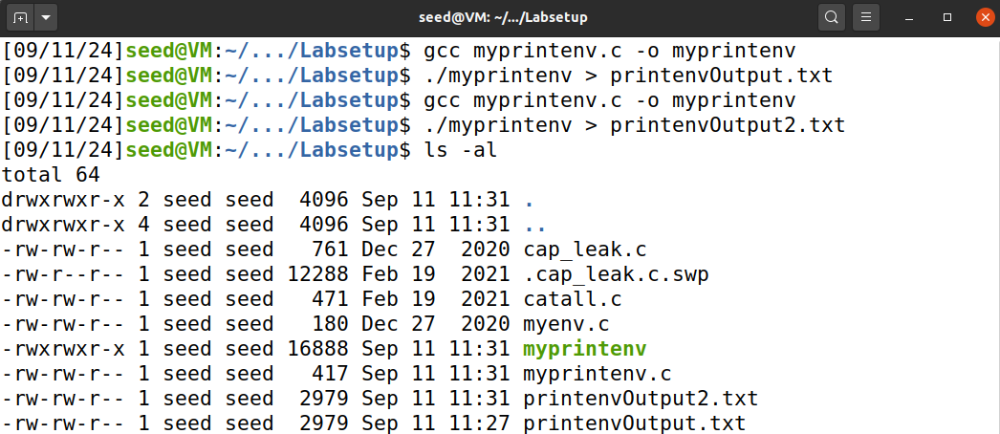 seed@VM: ~/.../Labsetup
[09/11/24]seed@VM:~/.../Labsetup$ gcc myprintenv.c -o myprintenv
[09/11/24]seed@VM:~/.../Labsetup$ ./myprintenv > printenvOutput.txt
[09/11/24]seed@VM:~/.../Labsetup$ gcc myprintenv.c -o myprintenv
[09/11/24]seed@VM:~/.../Labsetup$ ./myprintenv > printenvOutput2.txt
[09/11/24]seed@VM:~/.../Labsetup$ ls -al
total 64
drwxrwxr-x 2 seed seed  4096 Sep 11 11:31 .
drwxrwxr-x 4 seed seed  4096 Sep 11 11:31 ..
-rw-rw-r-- 1 seed seed   761 Dec 27  2020 cap_leak.c
-rw-r--r-- 1 seed seed 12288 Feb 19  2021 .cap_leak.c.swp
-rw-rw-r-- 1 seed seed   471 Feb 19  2021 catall.c
-rw-rw-r-- 1 seed seed   180 Dec 27  2020 myenv.c
-rwxrwxr-x 1 seed seed 16888 Sep 11 11:31 myprintenv
-rw-rw-r-- 1 seed seed   417 Sep 11 11:31 myprintenv.c
-rw-rw-r-- 1 seed seed  2979 Sep 11 11:31 printenvOutput2.txt
-rw-rw-r-- 1 seed seed  2979 Sep 11 11:27 printenvOutput.txt